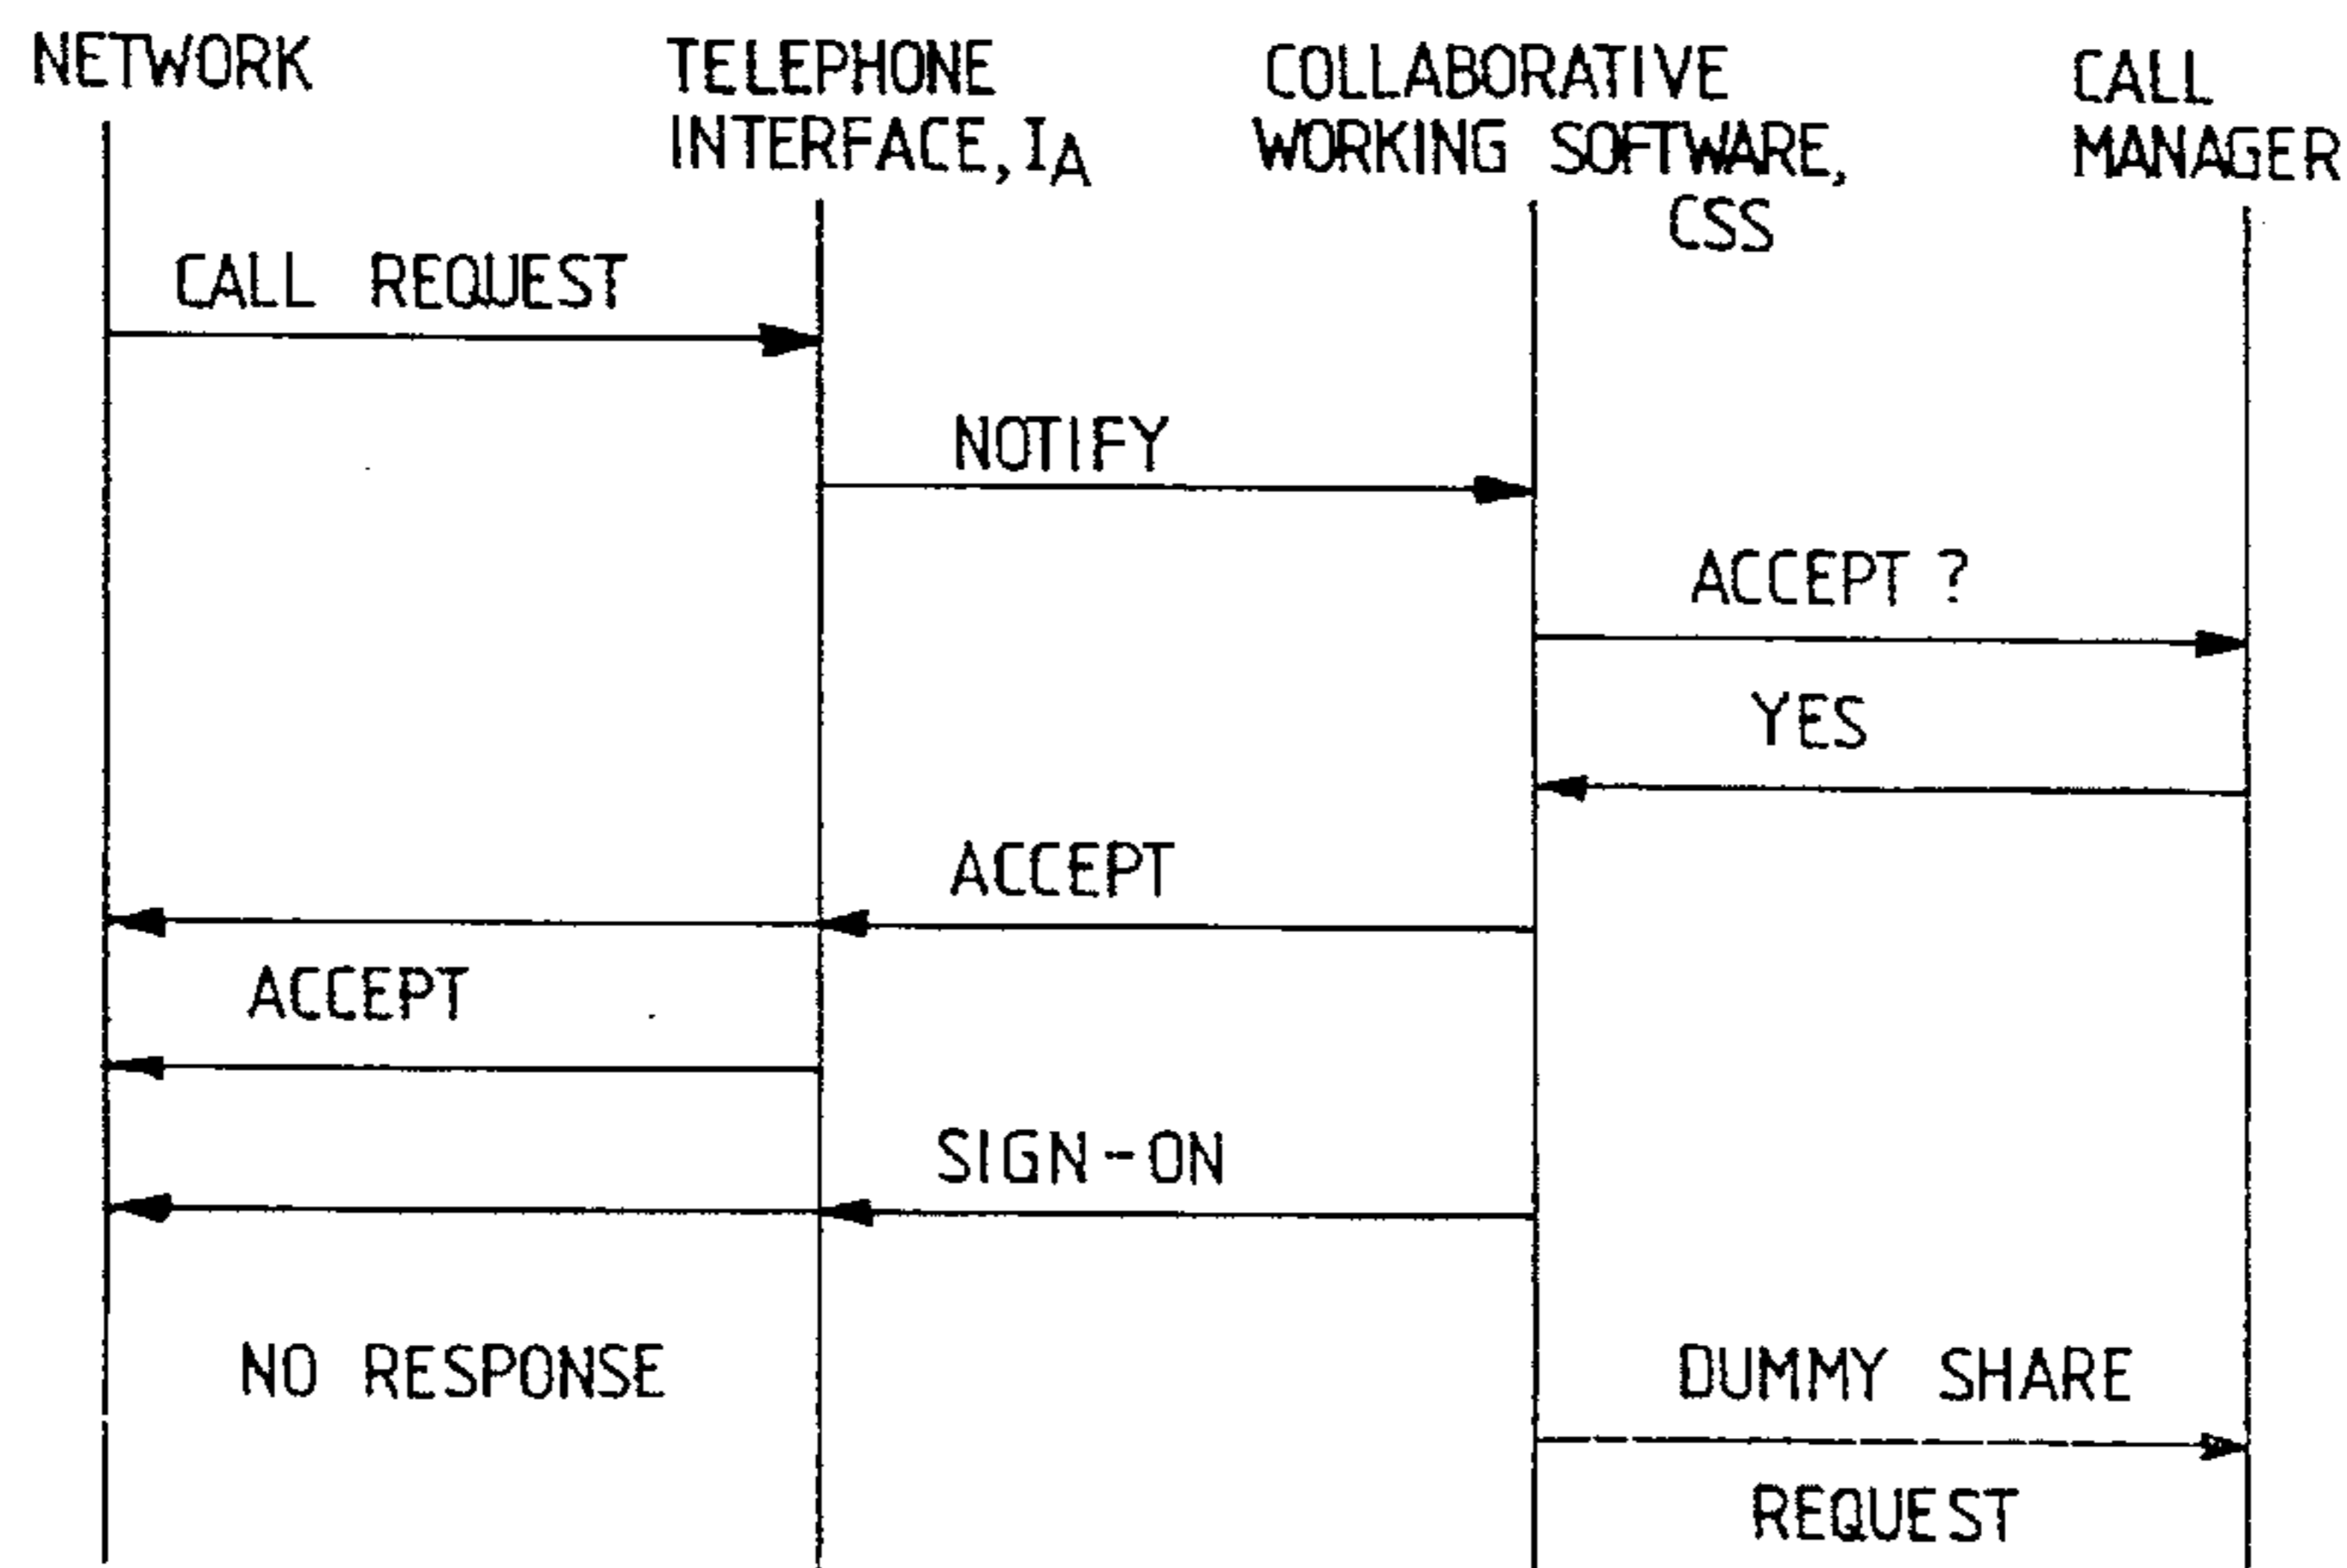 NETWORK
TELEPHONE
INTERFACE, IA
COLLABORATIVE
WORKING SOFTWARE,
CSS
CALL
MANAGER
CALL REQUEST
NOTIFY
ACCEPT ?
YES
ACCEPT
ACCEPT
SIGN-ON
NO RESPONSE
DUMMY SHARE
REQUEST